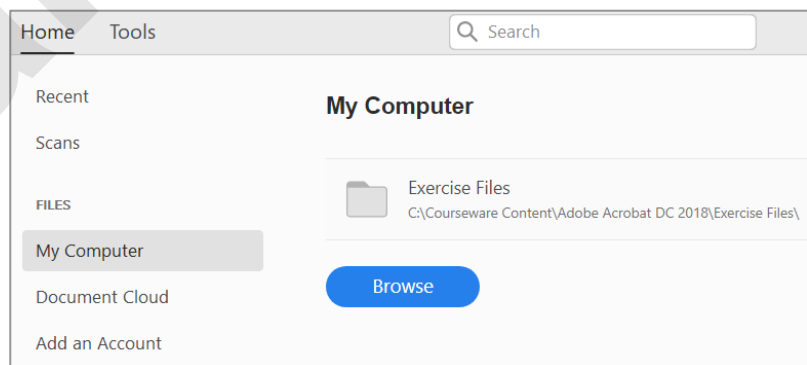 Home Tools Search
Recent
Scans
FILES
My Computer
Document Cloud
Add an Account
My Computer
Exercise Files
C:\Courseware Content\Adobe Acrobat DC 2018\Exercise Files\
Browse